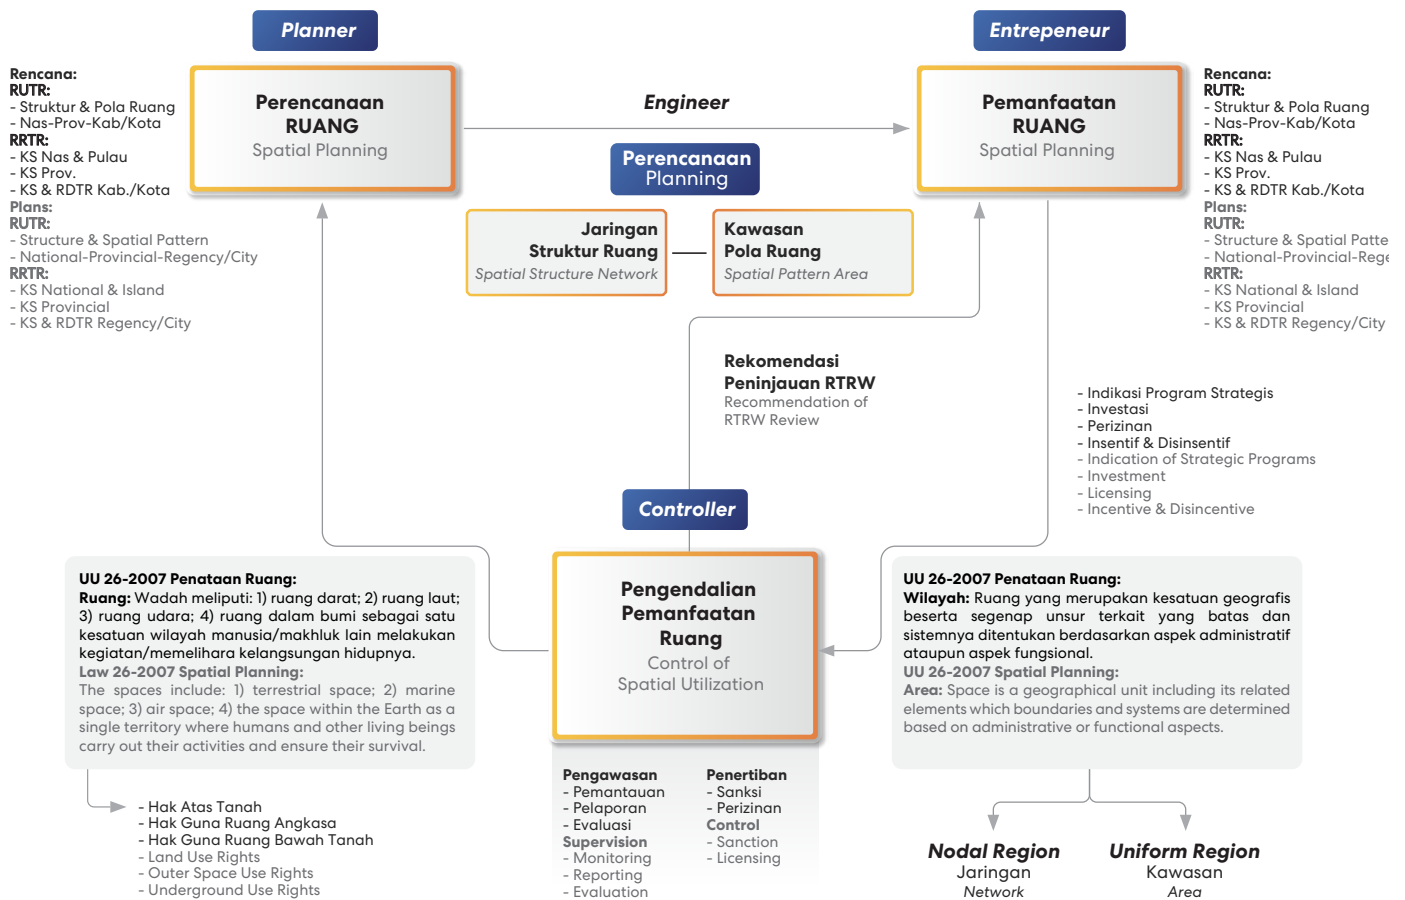 Planner
Entrepeneur
Rencana:
RUTR:
- Struktur & Pola Ruang
- Nas-Prov-Kab/Kota
RRTR:
- KS Nas & Pulau
- KS Prov.
- KS & RDTR Kab./Kota
Plans:
RUTR:
- Structure & Spatial Pattern
- National-Provincial-Regency/City
RRTR:
- KS National & Island
- KS Provincial
- KS & RDTR Regency/City
Perencanaan
RUANG
Spatial Planning
Engineer
Perencanaan
Planning
Jaringan
Struktur Ruang
Spatial Structure Network
Kawasan
Pola Ruang
Spatial Pattern Area
Pemanfaatan
RUANG
Spatial Planning
Rencana:
RUTR:
- Struktur & Pola Ruang
- Nas-Prov-Kab/Kota
RRTR:
- KS Nas & Pulau
- KS Prov.
- KS & RDTR Kab./Kota
Plans:
RUTR:
- Structure & Spatial Patte
- National-Provincial-Rege
RRTR:
- KS National & Island
- KS Provincial
- KS & RDTR Regency/City
Rekomendasi
Peninjauan RTRW
Recommendation of
RTRW Review
- Indikasi Program Strategis
- Investasi
- Perizinan
- Insentif & Disinsentif
- Indication of Strategic Programs
- Investment
- Licensing
- Incentive & Disincentive
Controller
Pengendalian
Pemanfaatan
Ruang
Control of
Spatial Utilization
UU 26-2007 Penataan Ruang:
Ruang: Wadah meliputi: 1) ruang darat; 2) ruang laut;
3) ruang udara; 4) ruang dalam bumi sebagai satu
kesatuan wilayah manusia/makhluk lain melakukan
kegiatan/memelihara kelangsungan hidupnya.
Law 26-2007 Spatial Planning:
The spaces include: 1) terrestrial space; 2) marine
space; 3) air space; 4) the space within the Earth as a
single territory where humans and other living beings
carry out their activities and ensure their survival.
- Hak Atas Tanah
- Hak Guna Ruang Angkasa
- Hak Guna Ruang Bawah Tanah
- Land Use Rights
- Outer Space Use Rights
- Underground Use Rights
Pengawasan
- Pemantauan
- Pelaporan
- Evaluasi
Supervision
- Monitoring
- Reporting
- Evaluation
Penertiban
- Sanksi
- Perizinan
Control
- Sanction
- Licensing
UU 26-2007 Penataan Ruang:
Wilayah: Ruang yang merupakan kesatuan geografis
beserta segenap unsur terkait yang batas dan
sistemnya ditentukan berdasarkan aspek administratif
ataupun aspek fungsional.
UU 26-2007 Spatial Planning:
Area: Space is a geographical unit including its related
elements which boundaries and systems are determined
based on administrative or functional aspects.
Nodal Region
Jaringan
Network
Uniform Region
Kawasan
Area